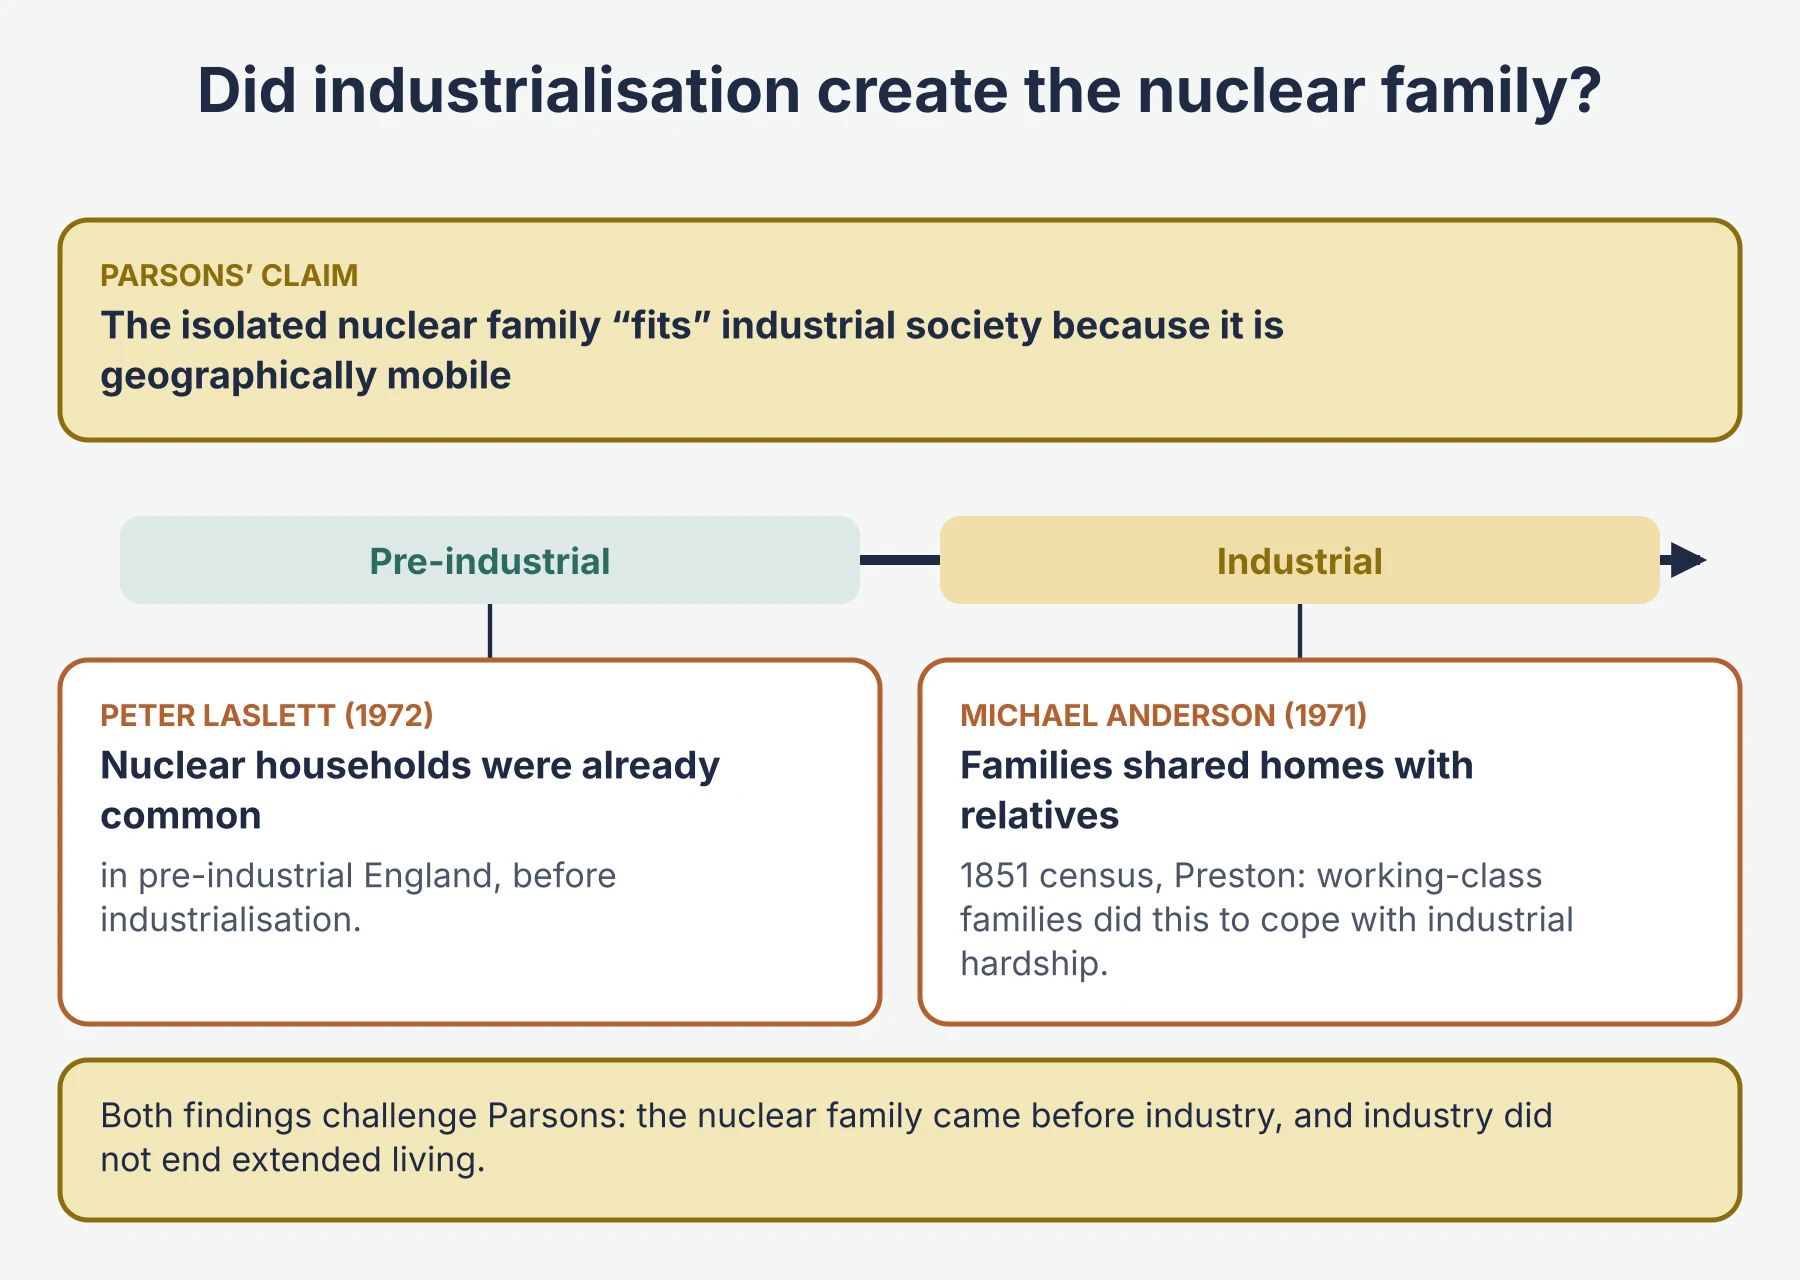 Did industrialisation create the nuclear family?
PARSONS’ CLAIM
The isolated nuclear family “fits” industrial society because it is
geographically mobile
Pre-industrial
Industrial
PETER LASLETT (1972)
Nuclear households were already
common
in pre-industrial England, before
industrialisation.
MICHAEL ANDERSON (1971)
Families shared homes with
relatives
1851 census, Preston: working-class
families did this to cope with industrial
hardship.
Both findings challenge Parsons: the nuclear family came before industry, and industry did
not end extended living.